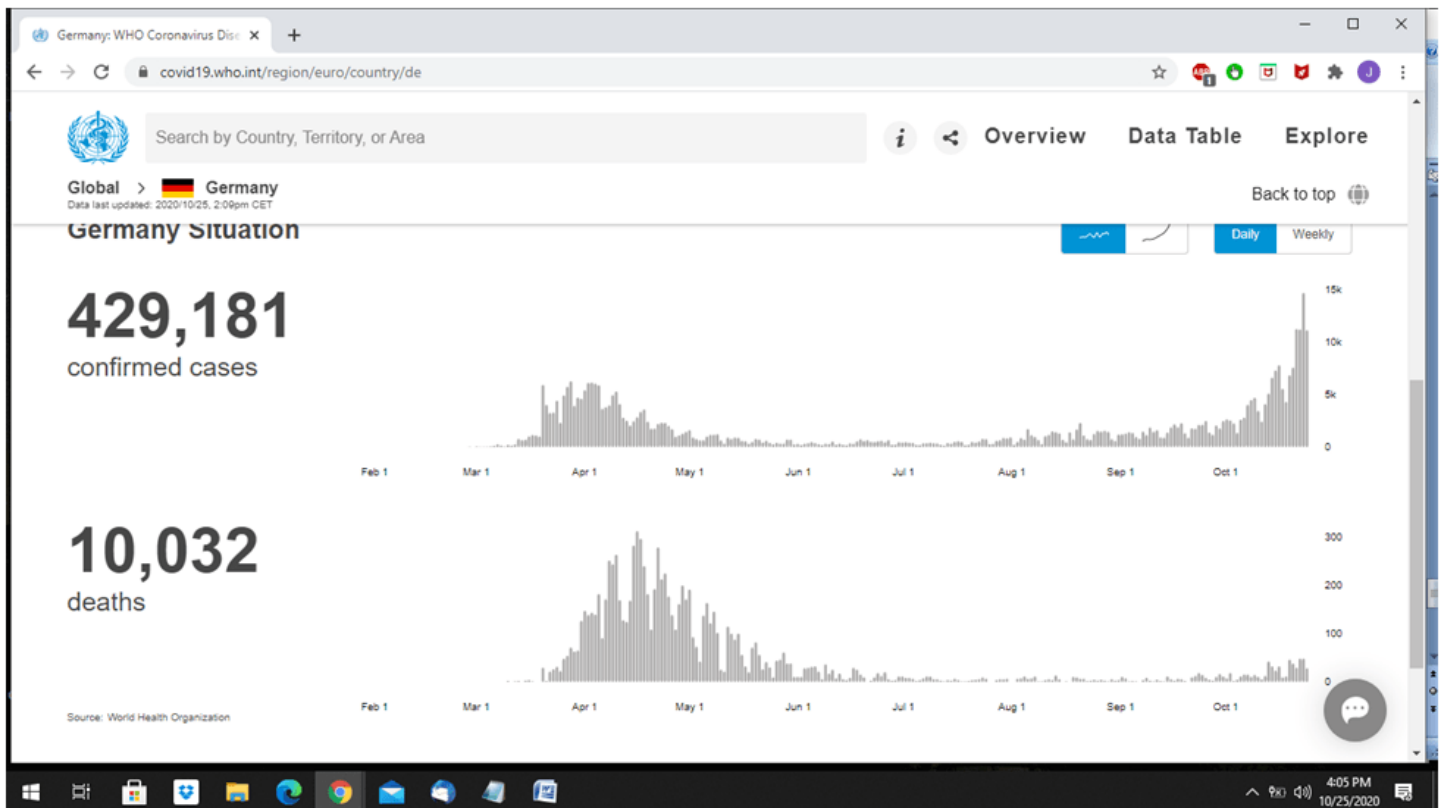 Germany: WHO Coronavirus Dise
covid19.who.int/region/euro/country/de
ABP
1
J
Search by Country, Territory, or Area
i
Overview
Data Table
Explore
Global > Germany
Data last updated: 2020/10/25, 2:09pm CET
Back to top
Germany Situation
Daily
Weekly
429,181
confirmed cases
15k
10k
5k
0
Feb 1 Mar 1 Apr 1 May 1 Jun 1 Jul 1 Aug 1 Sep 1 Oct 1
10,032
deaths
300
200
100
0
Feb 1 Mar 1 Apr 1 May 1 Jun 1 Jul 1 Aug 1 Sep 1 Oct 1
Source: World Health Organization
4:05 PM
10/25/2020